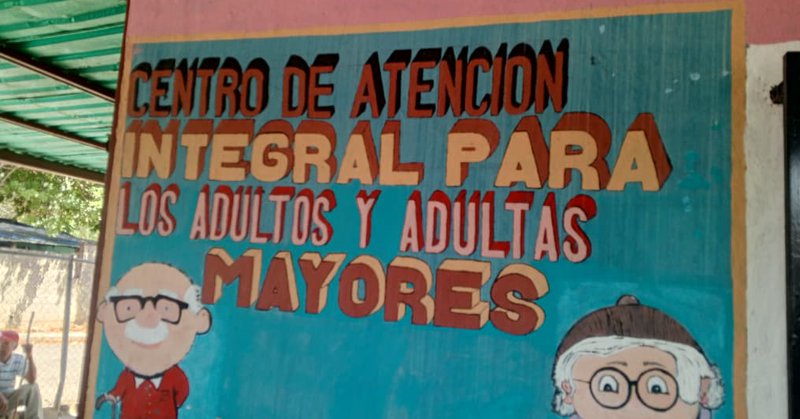 CENTRO DE ATENCION
INTEGRAL PARA
LOS ADULTOS Y ADULTAS
MAYORES